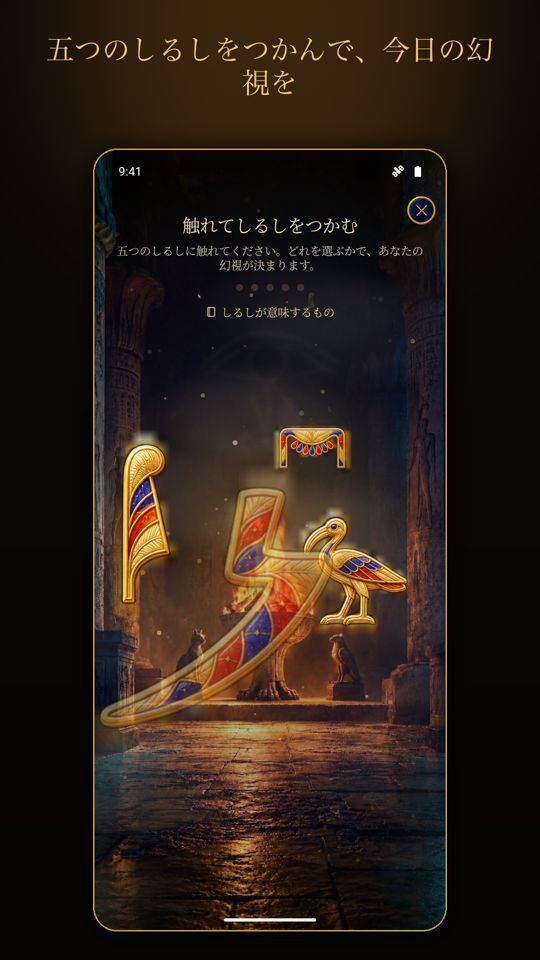 五つのしるしをつかんで、今日の幻
視を
9:41
触れてしるしをつかむ
五つのしるしに触れてください。どれを選ぶかで、あなたの
幻視が決まります。
しるしが意味するもの